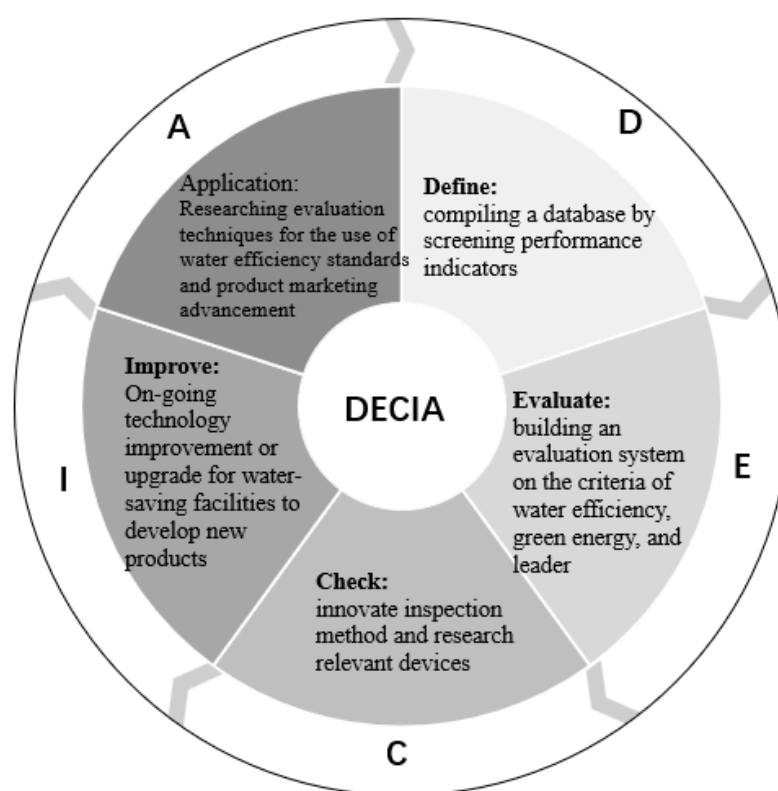 D
Define:
compiling a database by
screening performance
indicators
E
Evaluate:
building an
evaluation system
on the criteria of
water efficiency,
green energy, and
leader
C
Check:
innovate inspection
method and research
relevant devices
I
Improve:
On-going
technology
improvement or
upgrade for water-
saving facilities to
develop new
products
A
Application:
Researching evaluation
techniques for the use of
water efficiency standards
and product marketing
advancement
DECIA